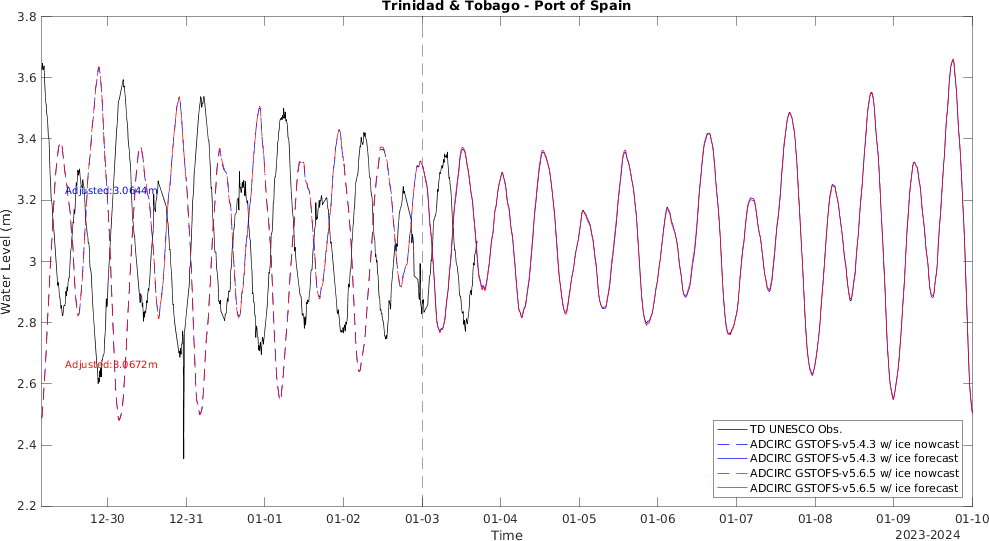 Trinidad & Tobago - Port of Spain
3.8
3.6
3.4
3.2
3
2.8
2.6
2.4
2.2
Water Level (m)
Adjusted:3.0644m
Adjusted:3.0672m
TD UNESCO Obs.
ADCIRC GSTOFS-v5.4.3 w/ ice nowcast
ADCIRC GSTOFS-v5.4.3 w/ ice forecast
ADCIRC GSTOFS-v5.6.5 w/ ice nowcast
ADCIRC GSTOFS-v5.6.5 w/ ice forecast
12-30 12-31 01-01 01-02 01-03 01-04 01-05 01-06 01-07 01-08 01-09 01-10
Time
2023-2024